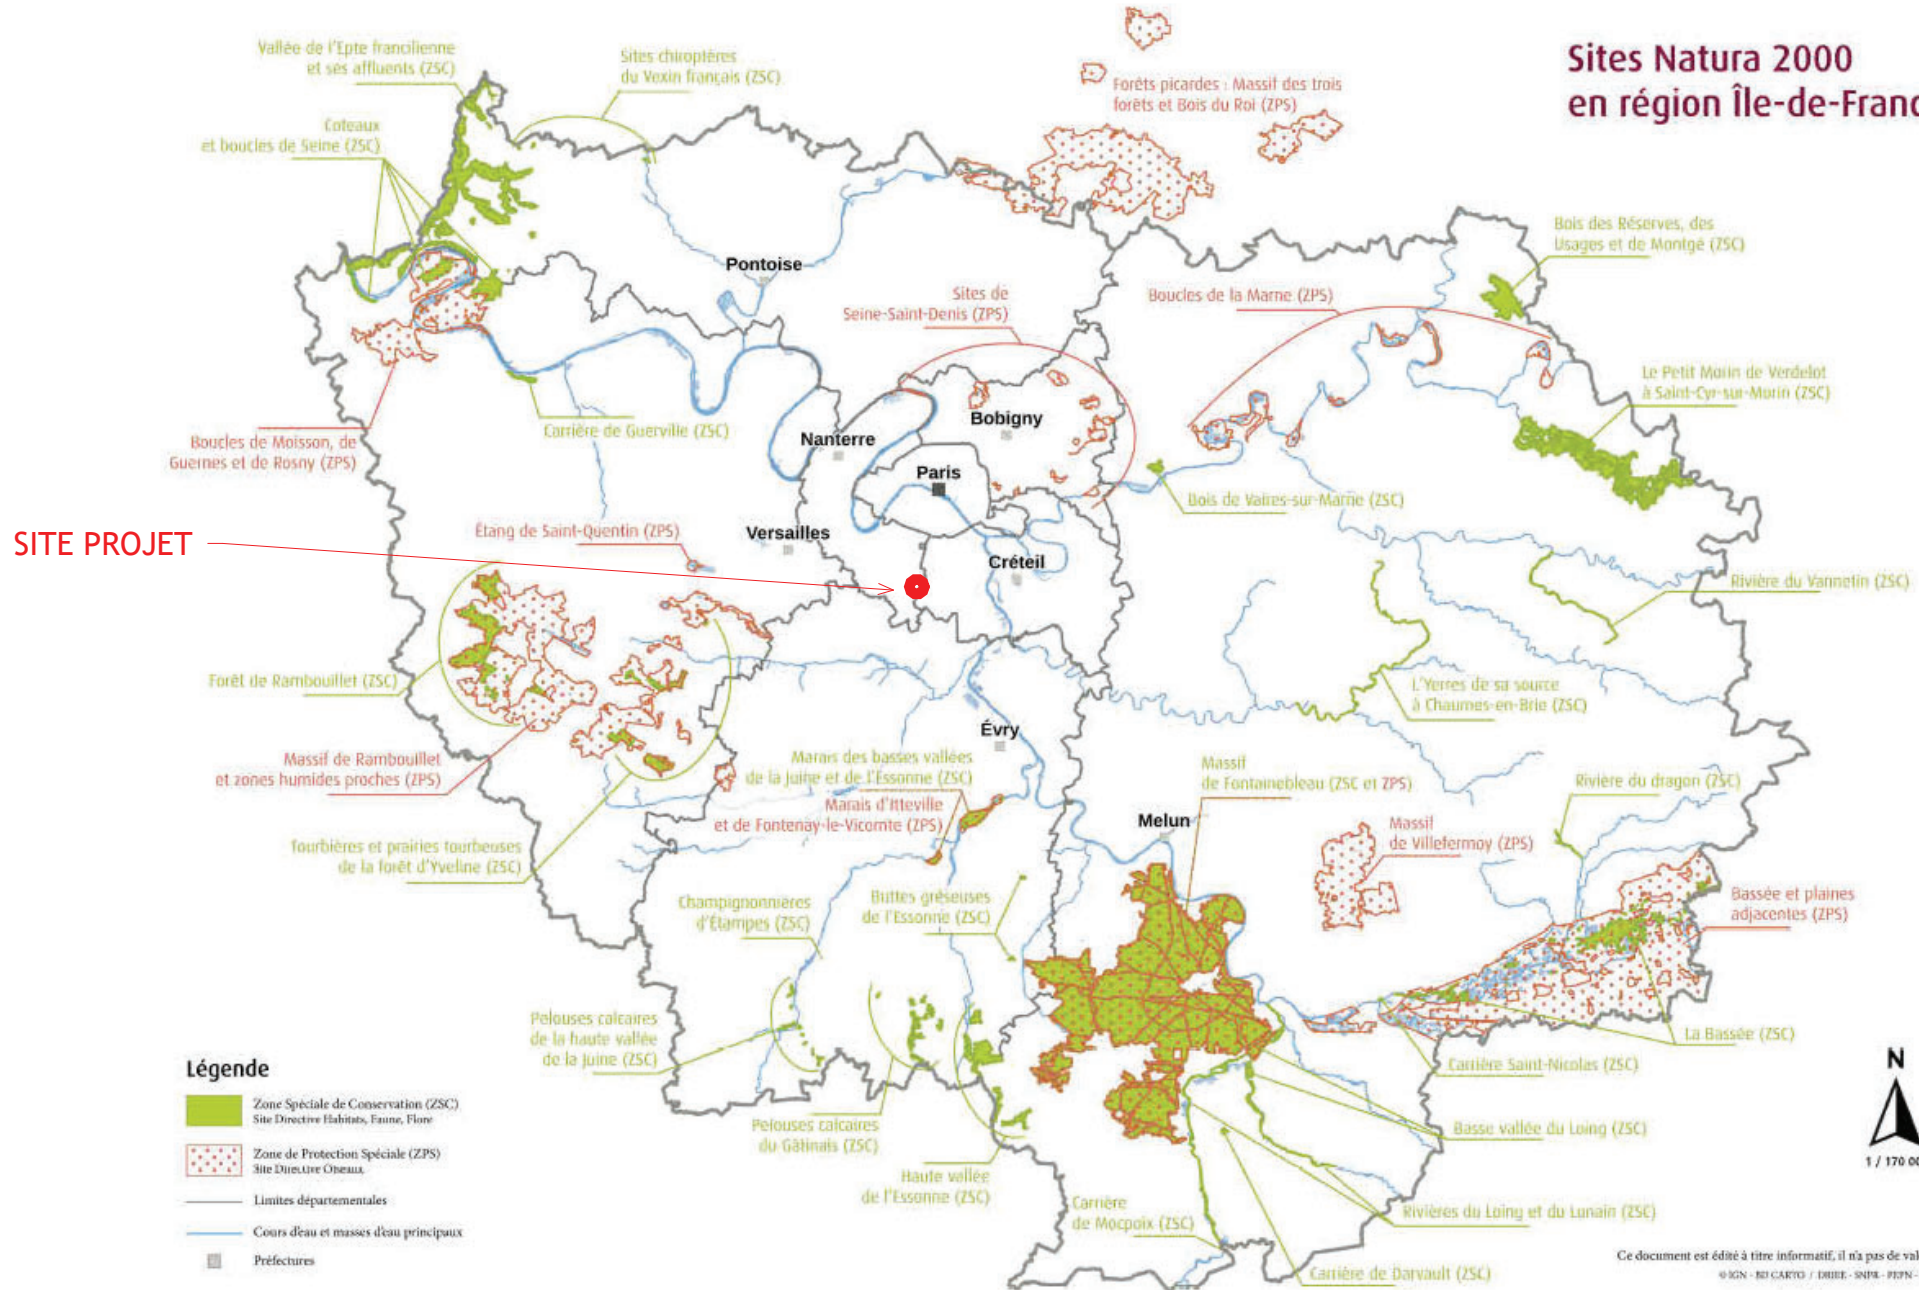 Sites Natura 2000
en région Île-de-Franc
Vallée de l'Epte francilienne
et ses affluents (ZSC)
Sites chiroptères
du Vexin français (ZSC)
Forêts picardes : Massif des trois
forêts et Bois du Roi (ZPS)
Coteaux
et boucles de Seine (ZSC)
Bois des Réserves, des
Usages et de Montgé (ZSC)
Pontoise
Sites de
Seine-Saint-Denis (ZPS)
Boucles de la Marne (ZPS)
Le Petit Morin de Verdelot
à Saint-Cyr-sur-Morin (ZSC)
Boucles de Moisson, de
Guernes et de Rosny (ZPS)
Carrière de Guerville (ZSC)
Nanterre
Bobigny
Paris
Bois de Vaires-sur-Marne (ZSC)
SITE PROJET
Étang de Saint-Quentin (ZPS)
Versailles
Créteil
Rivière du Vannetin (ZSC)
Forêt de Rambouillet (ZSC)
L'Yerres de sa source
à Chaumes-en-Brie (ZSC)
Évry
Massif de Rambouillet
et zones humides proches (ZPS)
Marais des basses vallées
de la Juine et de l'Essonne (ZSC)
Marais d'Itteville
et de Fontenay-le-Vicomte (ZPS)
Massif
de Fontainebleau (ZSC et ZPS)
Rivière du dragon (ZSC)
Melun
Massif
de Villefermoy (ZPS)
Tourbières et prairies tourbeuses
de la forêt d'Yveline (ZSC)
Champignonnières
d'Étampes (ZSC)
Buttes gréseuses
de l'Essonne (ZSC)
Bassée et plaines
adjacentes (ZPS)
Pelouses calcaires
de la haute vallée
de la Juine (ZSC)
La Bassée (ZSC)
Carrière Saint-Nicolas (ZSC)
Pelouses calcaires
du Gâtinais (ZSC)
Basse vallée du Loing (ZSC)
Haute vallée
de l'Essonne (ZSC)
Carrière
de Mocpoix (ZSC)
Rivières du Loing et du Lunain (ZSC)
Carrière de Darvault (ZSC)
Légende
Zone Spéciale de Conservation (ZSC)
Site Directive Habitats, Faune, Flore
Zone de Protection Spéciale (ZPS)
Site Directive Oiseaux
Limites départementales
Cours d'eau et masses d'eau principaux
Préfectures
N
1 / 170 00
Ce document est édité à titre informatif, il n'a pas de val
© IGN - BD CARTO / DRIEE - SNPR - PEPN -